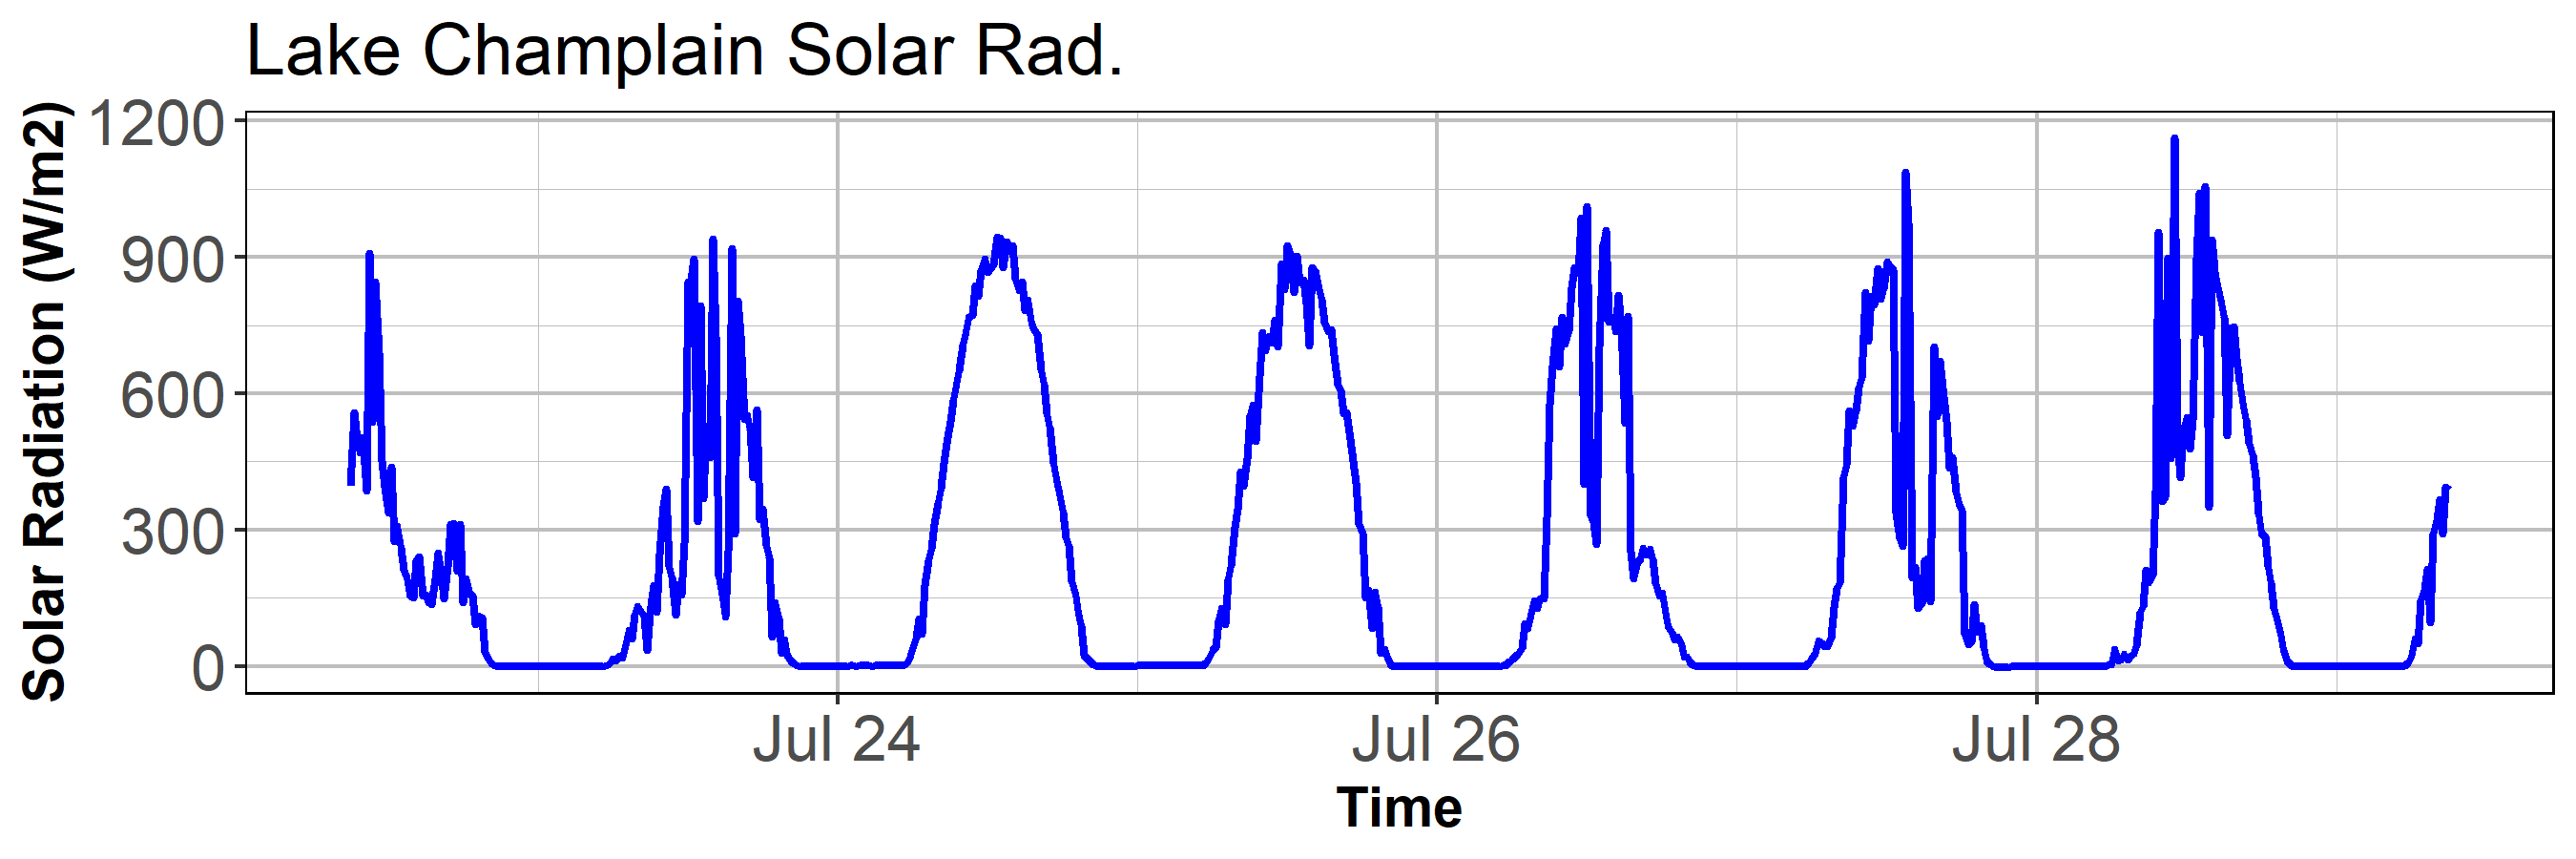 Lake Champlain Solar Rad.
Solar Radiation (W/m2)
1200
900
600
300
0
Jul 24
Jul 26
Jul 28
Time